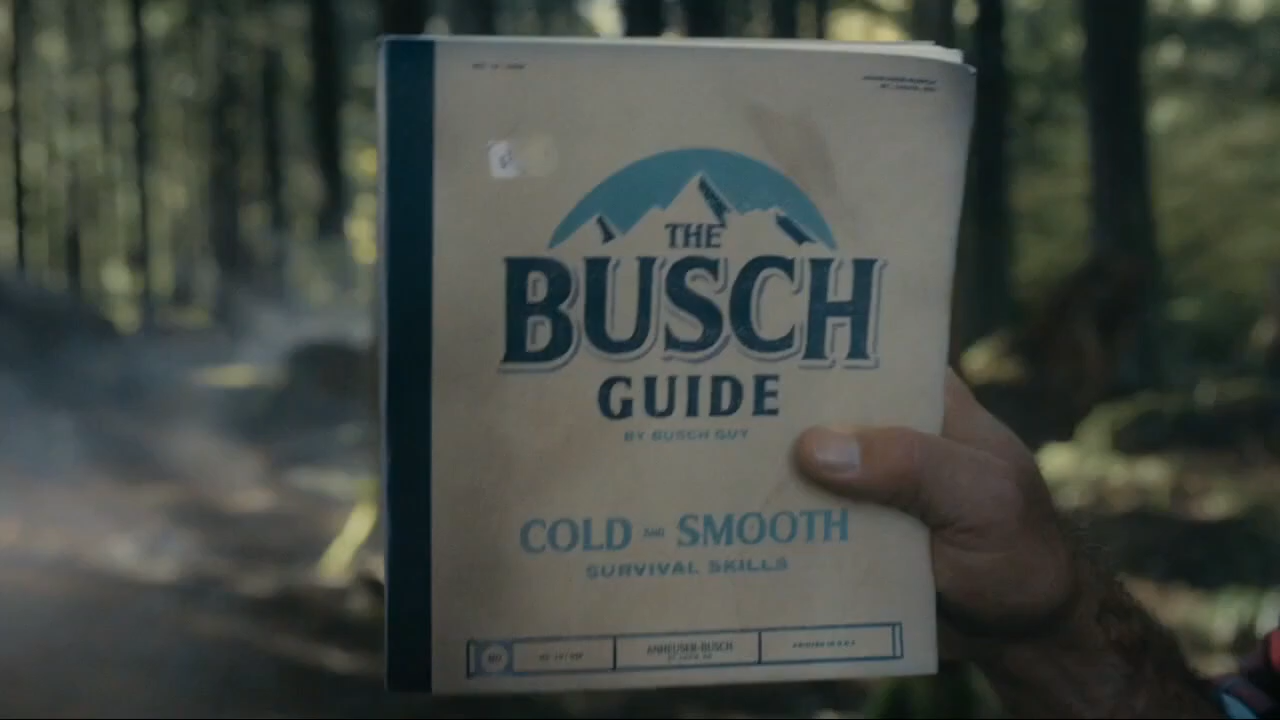 THE
BUSCH
GUIDE
BY BUSCH GUY
COLD AND SMOOTH
SURVIVAL SKILLS
ANHEUSER-BUSCH